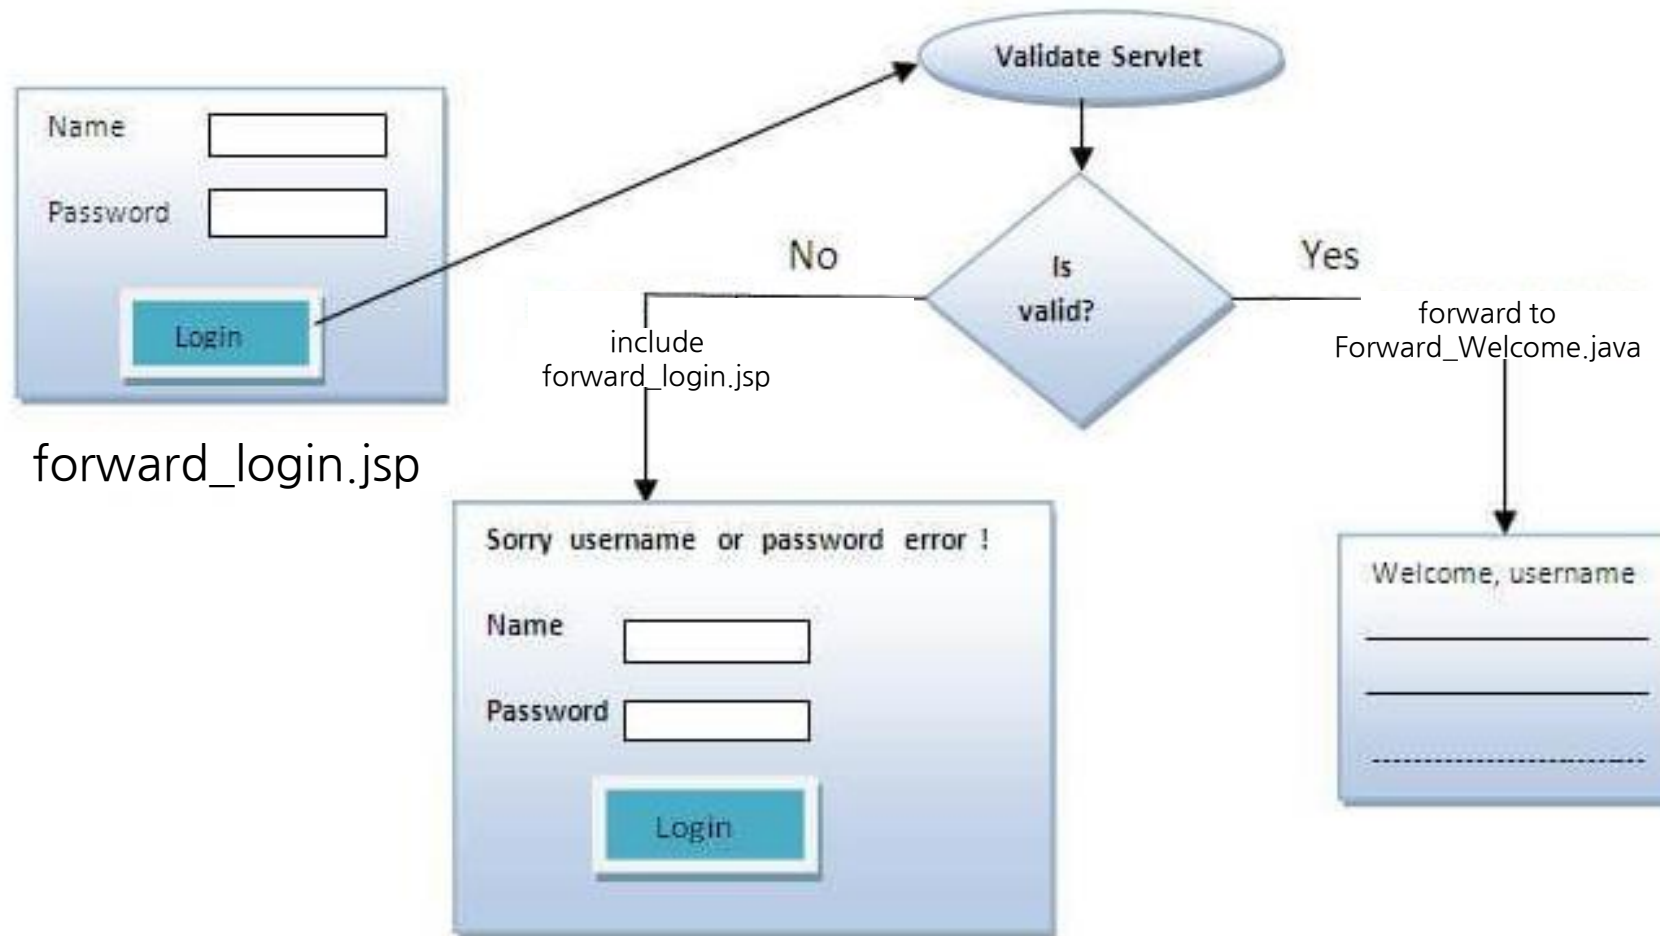 Validate Servlet
Name
Password
Login
forward_login.jsp
Is
valid?
No
Yes
include
forward_login.jsp
forward to
Forward_Welcome.java
Sorry username or password error !
Name
Password
Login
Welcome, username